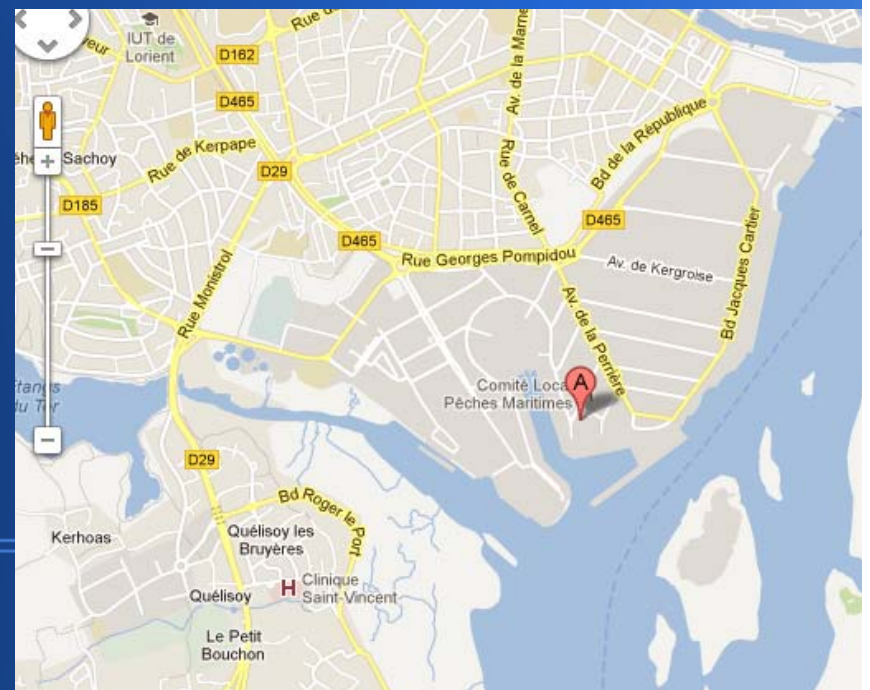 Rue d
IUT de
Lorient
D162
Av. de la Marne
D465
Bd de la République
Sachoy
Rue de Kerpape
D29
Rue de Carnel
D185
D465
D465
Rue Georges Pompidou
Av. de Kergroise
Rue Monistrol
Bd Jacques Cartier
Av. de la Perrière
Comité Loca
A
Pêches Maritimes
Etangs
du Ter
D29
Bd Roger le Port
Kerhoas
Quélisoy les
Bruyères
H
Clinique
Saint-Vincent
Quélisoy
Le Petit
Bouchon